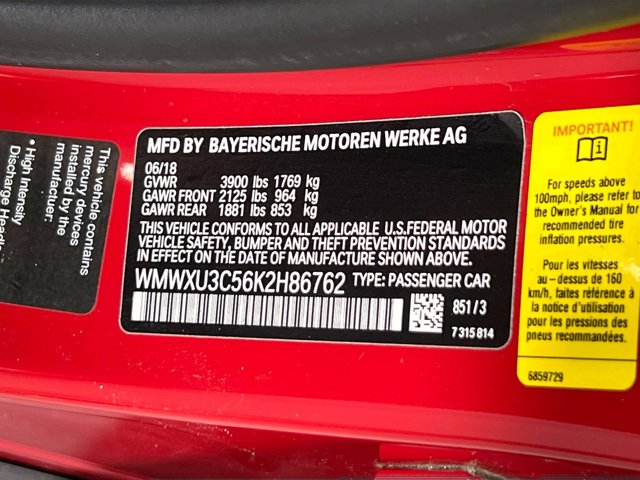 This vehicle contains
mercury devices
installed by the
manufacturer:
• High Intensity
Discharge
MFD BY BAYERISCHE MOTOREN WERKE AG
06/18
GVWR 3900 lbs 1769 kg
GAWR FRONT 2125 lbs 964 kg
GAWR REAR 1881 lbs 853 kg
THIS VEHICLE CONFORMS TO ALL APPLICABLE U.S.FEDERAL MOTOR
VEHICLE SAFETY, BUMPER AND THEFT PREVENTION STANDARDS
IN EFFECT ON THE DATE OF MANUFACTURE SHOWN ABOVE.
WMWXU3C56K2H86762 TYPE: PASSENGER CAR
851/3
7315814
IMPORTANT!
For speeds above
100mph, please refer to
the Owner's Manual for
recommended tire
inflation pressures.
Pour les vitesses
au-dessus de 160
km/h, faites référence à
la notice d'utilisation
pour les pressions des
pneus recommandées.
6859729